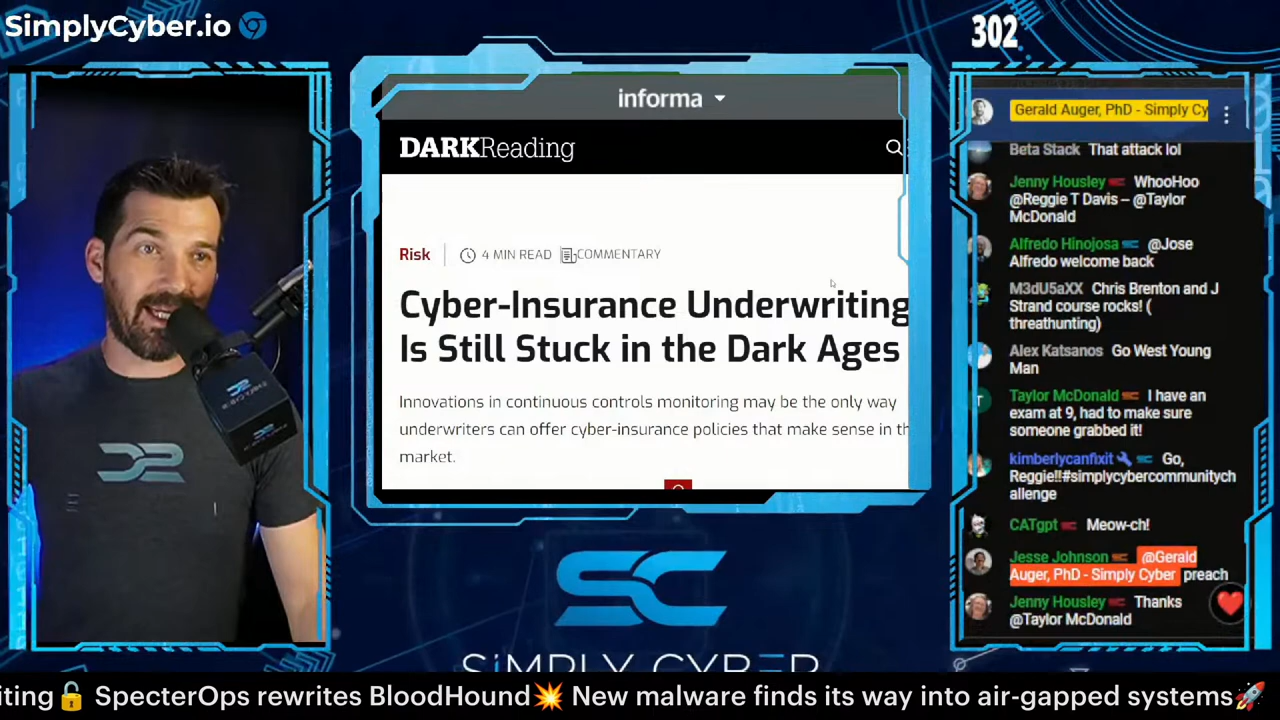 SimplyCyber.io
302
informa
DARKReading
Risk
4 MIN READ
COMMENTARY
Cyber-Insurance Underwriting
Is Still Stuck in the Dark Ages
Innovations in continuous controls monitoring may be the only way
underwriters can offer cyber-insurance policies that make sense in th
market.
SC
SiMPLY CYBER
Gerald Auger, PhD - Simply Cy
Beta Stack That attack lol
Jenny Housley WhooHoo
@Reggie T Davis – @Taylor
McDonald
Alfredo Hinojosa @Jose
Alfredo welcome back
M3dU5aXX Chris Brenton and J
Strand course rocks! (
threathunting)
Alex Katsanos Go West Young
Man
Taylor McDonald I have an
exam at 9, had to make sure
someone grabbed it!
kimberlycanfixit Go,
Reggie!!#simplycybercommunitych
allenge
CATgpt Meow-ch!
Jesse Johnson @Gerald
Auger, PhD - Simply Cyber preach
Jenny Housley Thanks
@Taylor McDonald
iting🔓 SpecterOps rewrites BloodHound💥 New malware finds its way into air-gapped systems🚀